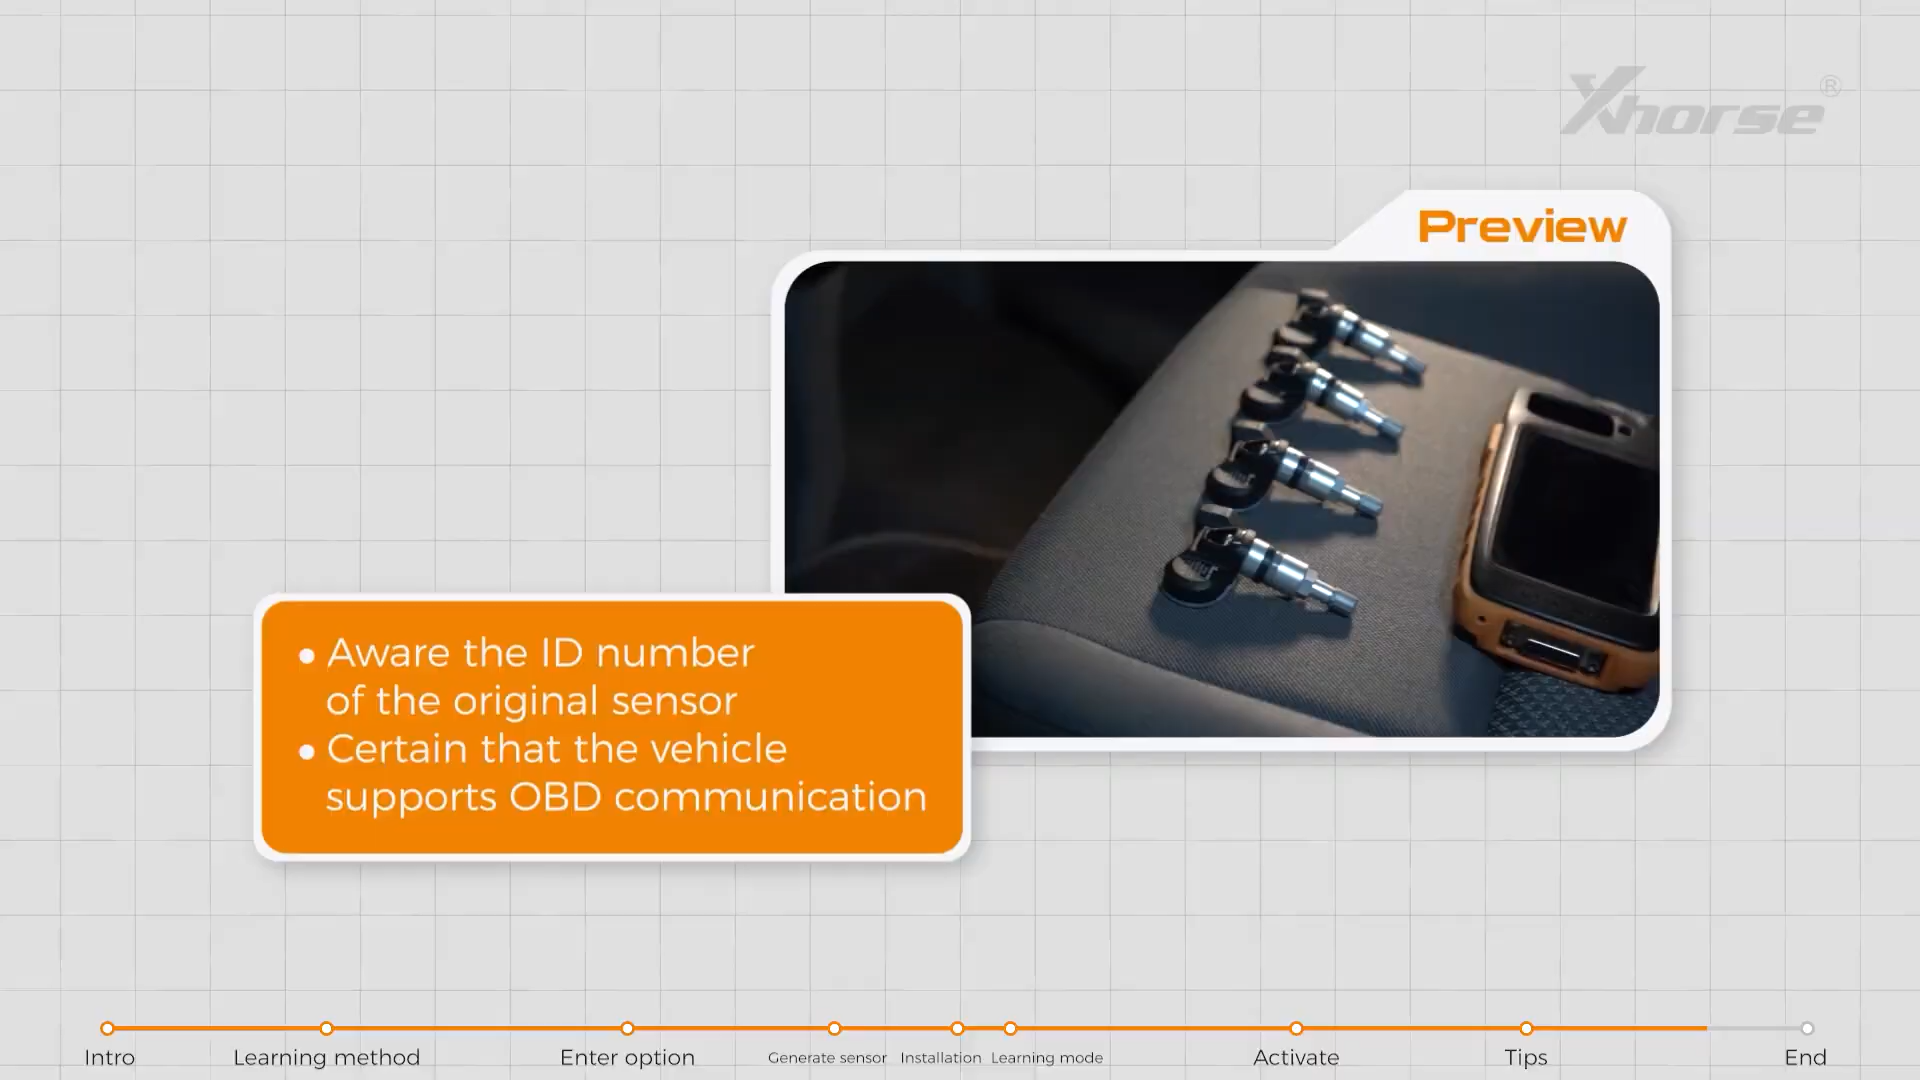 Xhorse®
Preview
• Aware the ID number
of the original sensor
• Certain that the vehicle
supports OBD communication
Intro
Learning method
Enter option
Generate sensor
Installation
Learning mode
Activate
Tips
End